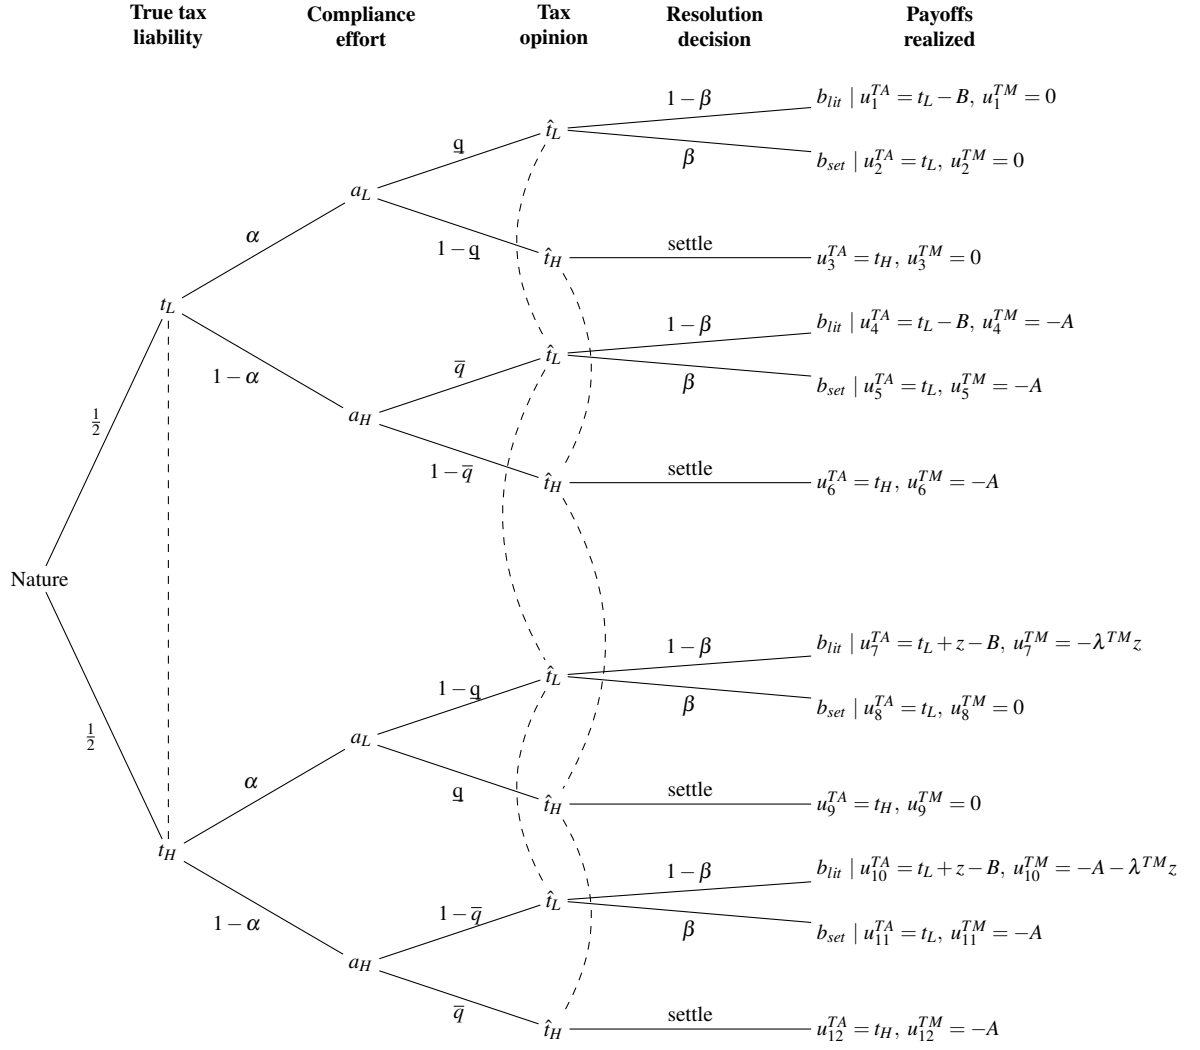 True tax liability
Compliance effort
Tax opinion
Resolution decision
Payoffs realized
1 − β
b_lit | u_1^{TA} = t_L − B, u_1^{TM} = 0
t̂_L
q̲
β
b_set | u_2^{TA} = t_L, u_2^{TM} = 0
a_L
α
1 − q̲
settle
t̂_H
u_3^{TA} = t_H, u_3^{TM} = 0
t_L
1 − β
b_lit | u_4^{TA} = t_L − B, u_4^{TM} = −A
t̂_L
q̅
1 − α
β
b_set | u_5^{TA} = t_L, u_5^{TM} = −A
a_H
½
1 − q̅
settle
t̂_H
u_6^{TA} = t_H, u_6^{TM} = −A
Nature
1 − β
b_lit | u_7^{TA} = t_L + z − B, u_7^{TM} = −λ^{TM} z
t̂_L
1 − q̲
β
b_set | u_8^{TA} = t_L, u_8^{TM} = 0
½
a_L
α
q̲
settle
t̂_H
u_9^{TA} = t_H, u_9^{TM} = 0
t_H
1 − β
b_lit | u_10^{TA} = t_L + z − B, u_10^{TM} = −A − λ^{TM} z
t̂_L
1 − q̅
1 − α
β
b_set | u_11^{TA} = t_L, u_11^{TM} = −A
a_H
q̅
settle
t̂_H
u_12^{TA} = t_H, u_12^{TM} = −A